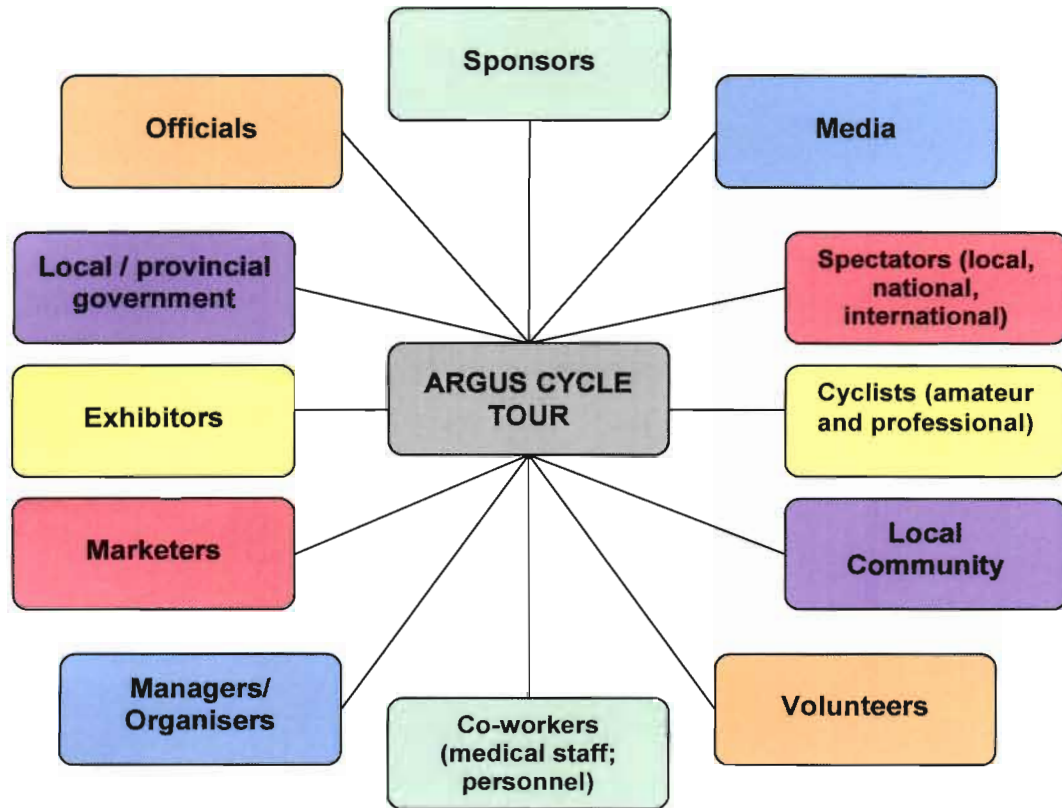 Sponsors
Officials
Media
Local / provincial
government
Spectators (local,
national,
international)
ARGUS CYCLE
TOUR
Exhibitors
Cyclists (amateur
and professional)
Marketers
Local
Community
Managers/
Organisers
Co-workers
(medical staff;
personnel)
Volunteers